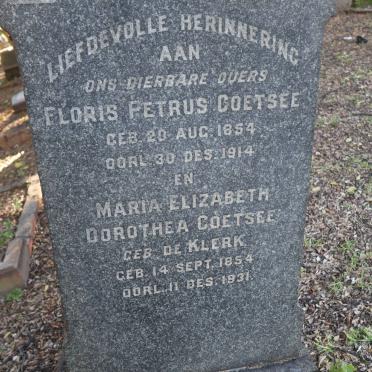 LIEFDEVOLLE HERINNERING
AAN
ONS DIERBARE OUERS
FLORIS PETRUS COETSEE
GEB. 20 AUG. 1854
OORL. 30 DES. 1914
EN
MARIA ELIZABETH
DOROTHEA COETSEE
GEB. DE KLERK
GEB. 14 SEPT. 1854
OORL. 11 DES. 1931.